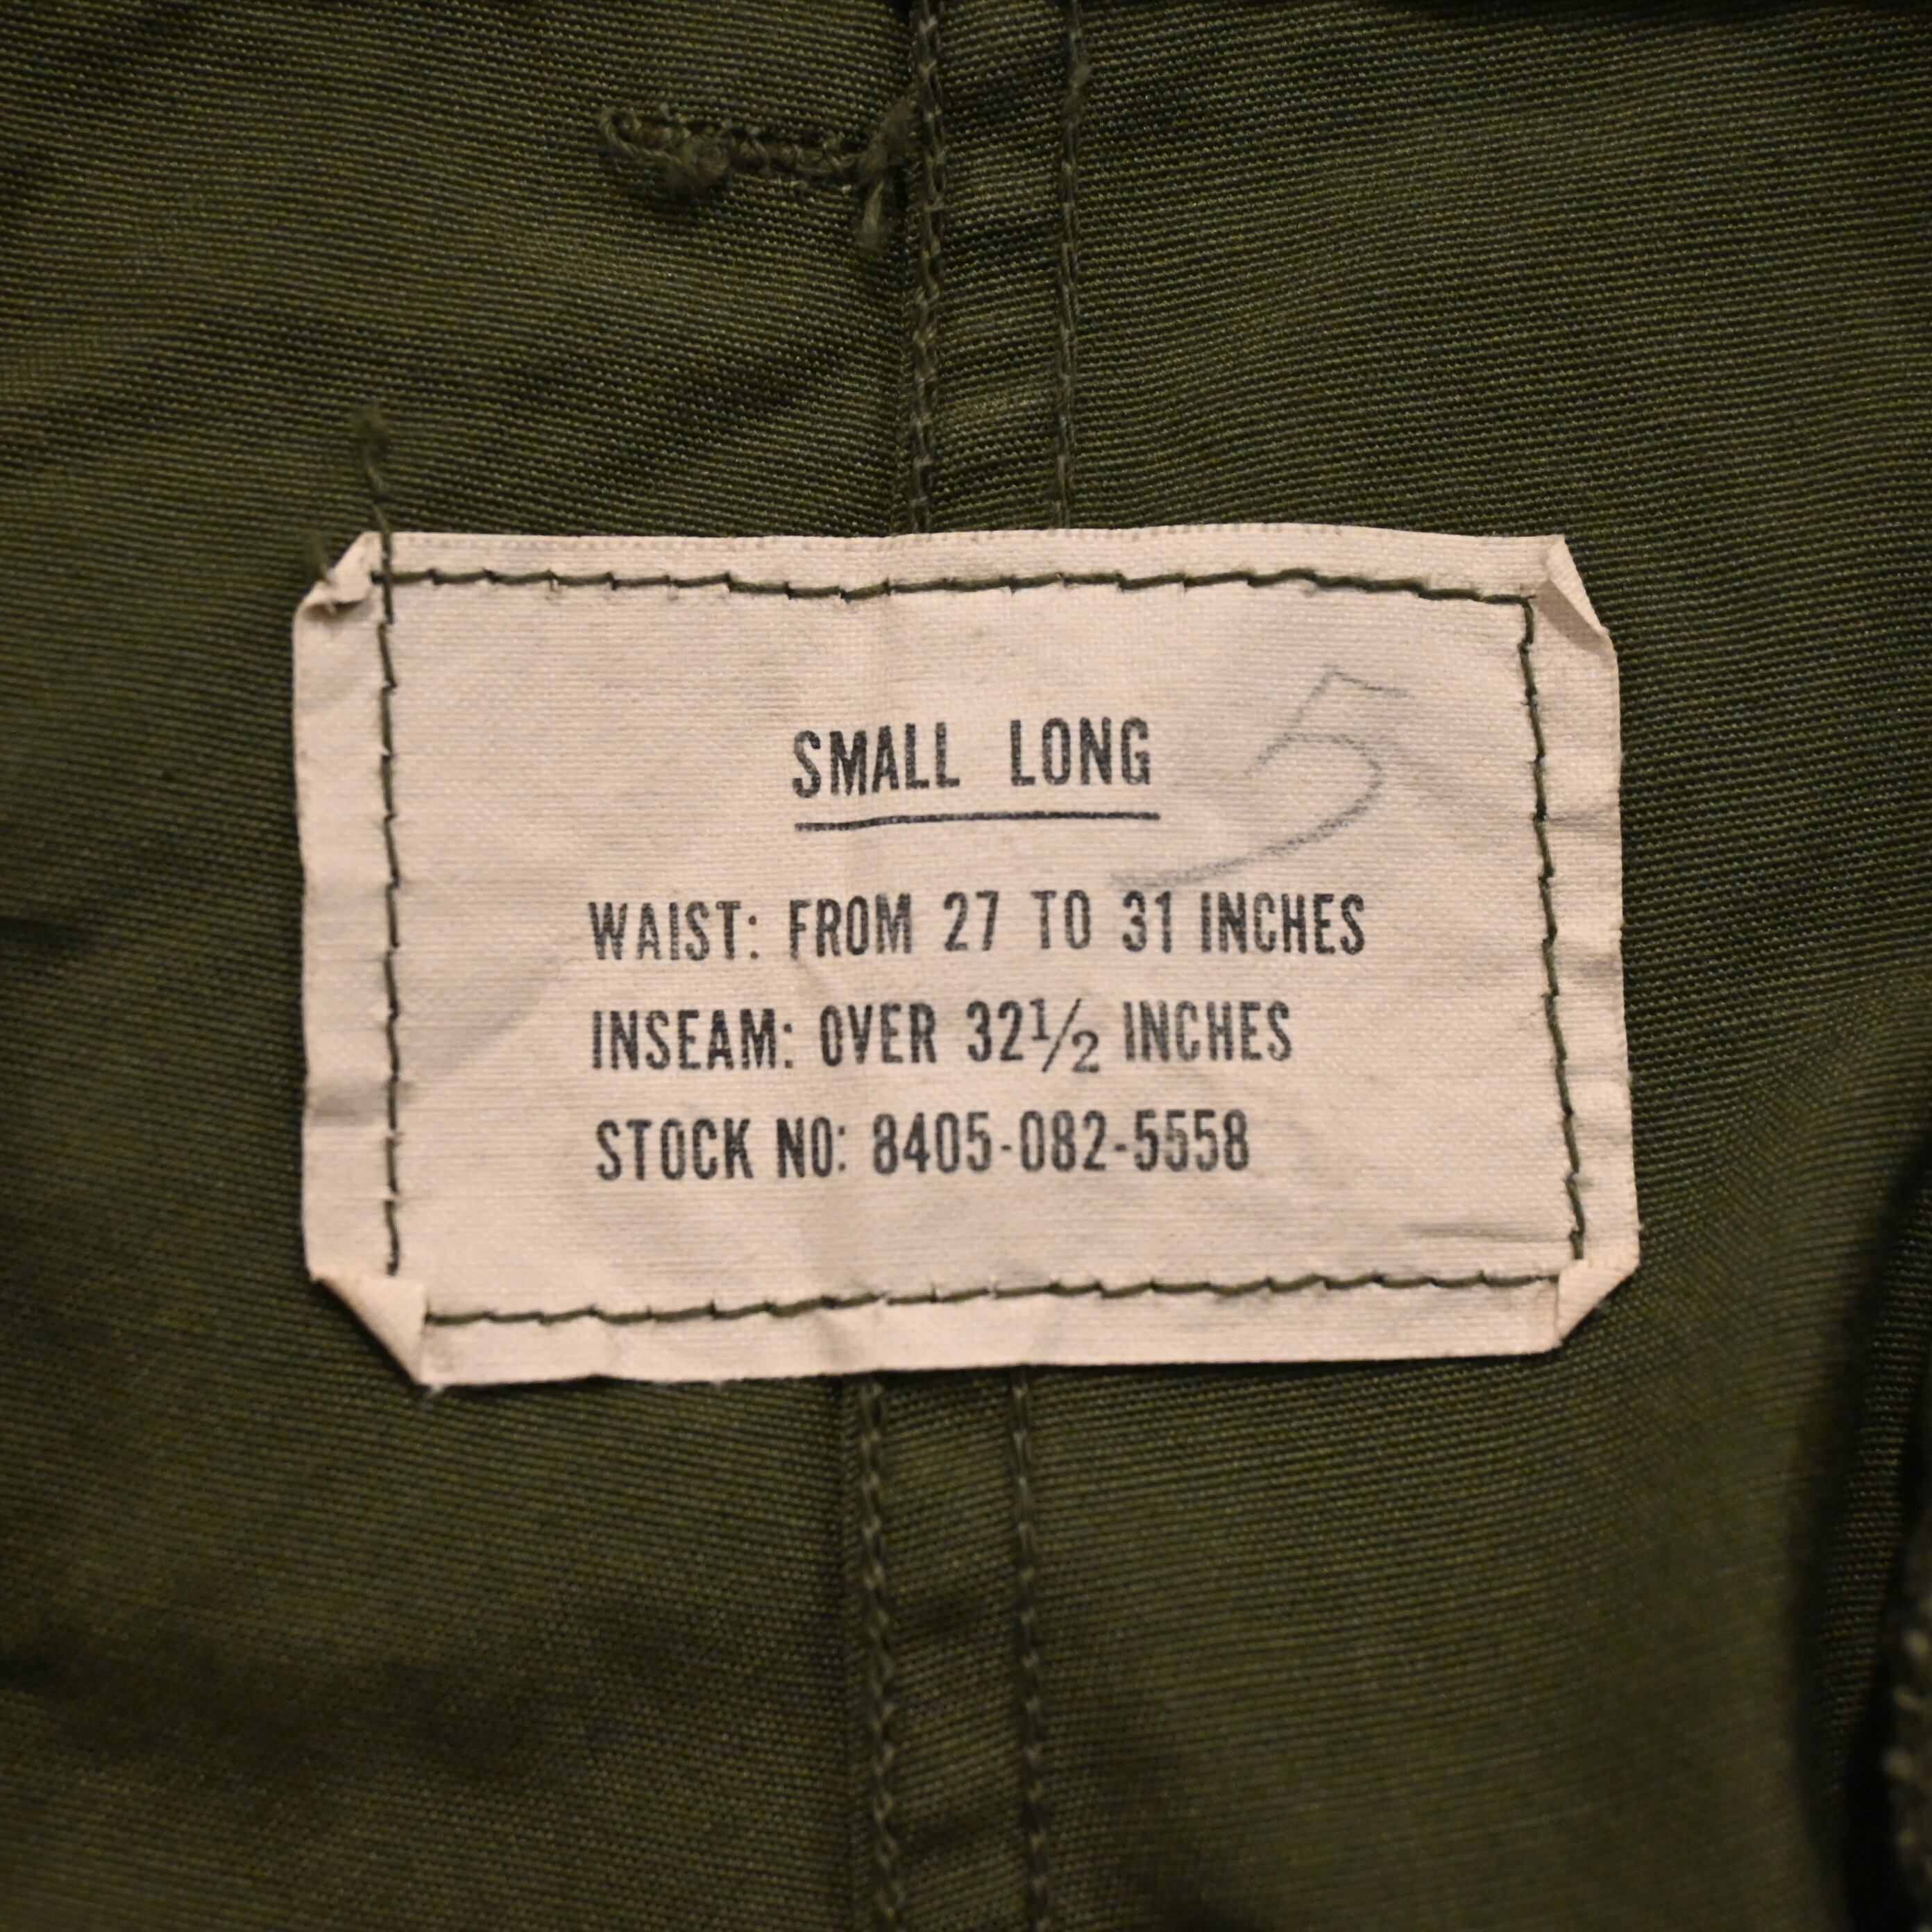 5
SMALL LONG
WAIST: FROM 27 TO 31 INCHES
INSEAM: OVER 32½ INCHES
STOCK NO: 8405-082-5558